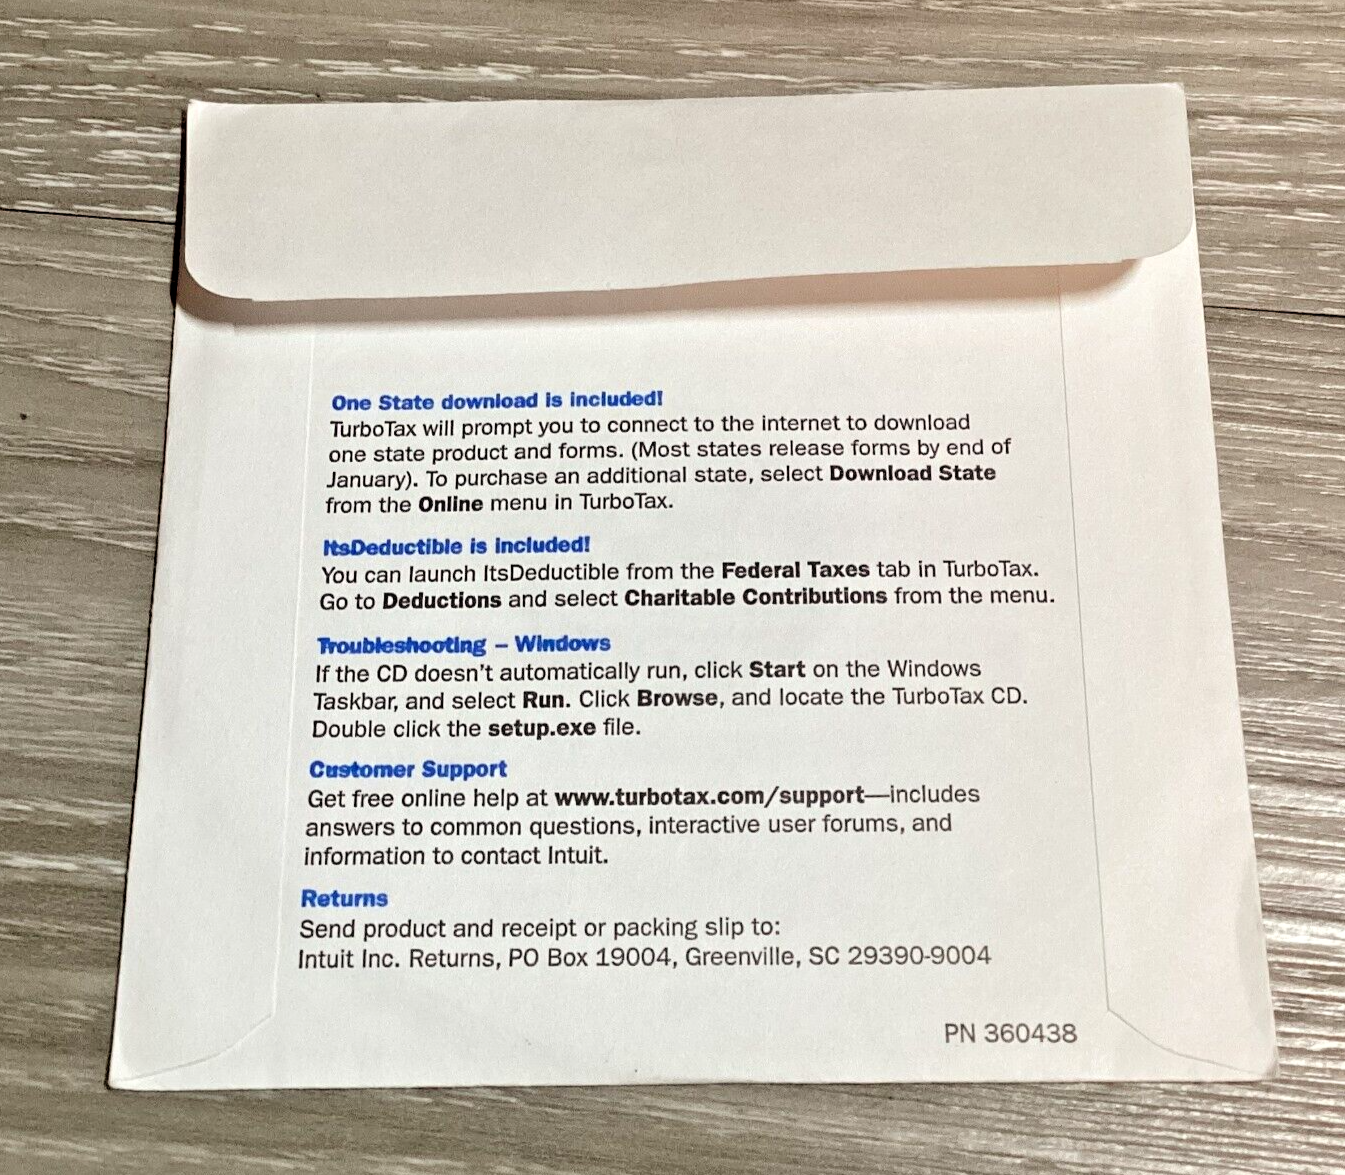 One State download is included!
TurboTax will prompt you to connect to the internet to download
one state product and forms. (Most states release forms by end of
January). To purchase an additional state, select Download State
from the Online menu in TurboTax.
ItsDeductible is included!
You can launch ItsDeductible from the Federal Taxes tab in TurboTax.
Go to Deductions and select Charitable Contributions from the menu.
Troubleshooting – Windows
If the CD doesn't automatically run, click Start on the Windows
Taskbar, and select Run. Click Browse, and locate the TurboTax CD.
Double click the setup.exe file.
Customer Support
Get free online help at www.turbotax.com/support—includes
answers to common questions, interactive user forums, and
information to contact Intuit.
Returns
Send product and receipt or packing slip to:
Intuit Inc. Returns, PO Box 19004, Greenville, SC 29390-9004
PN 360438